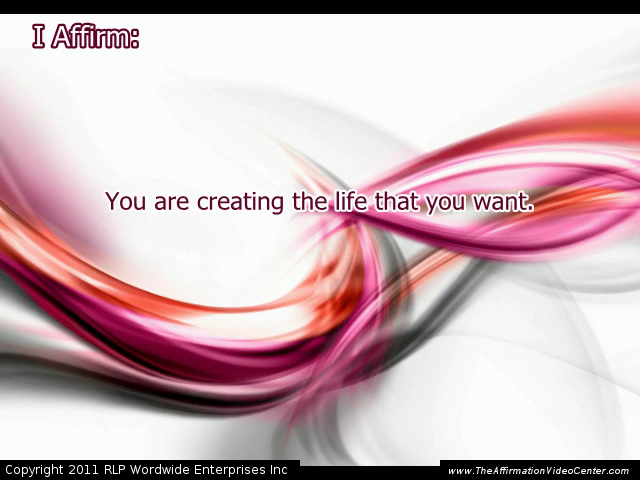 I Affirm:
You are creating the life that you want.
Copyright 2011 RLP Wordwide Enterprises Inc
www.TheAffirmationVideoCenter.com